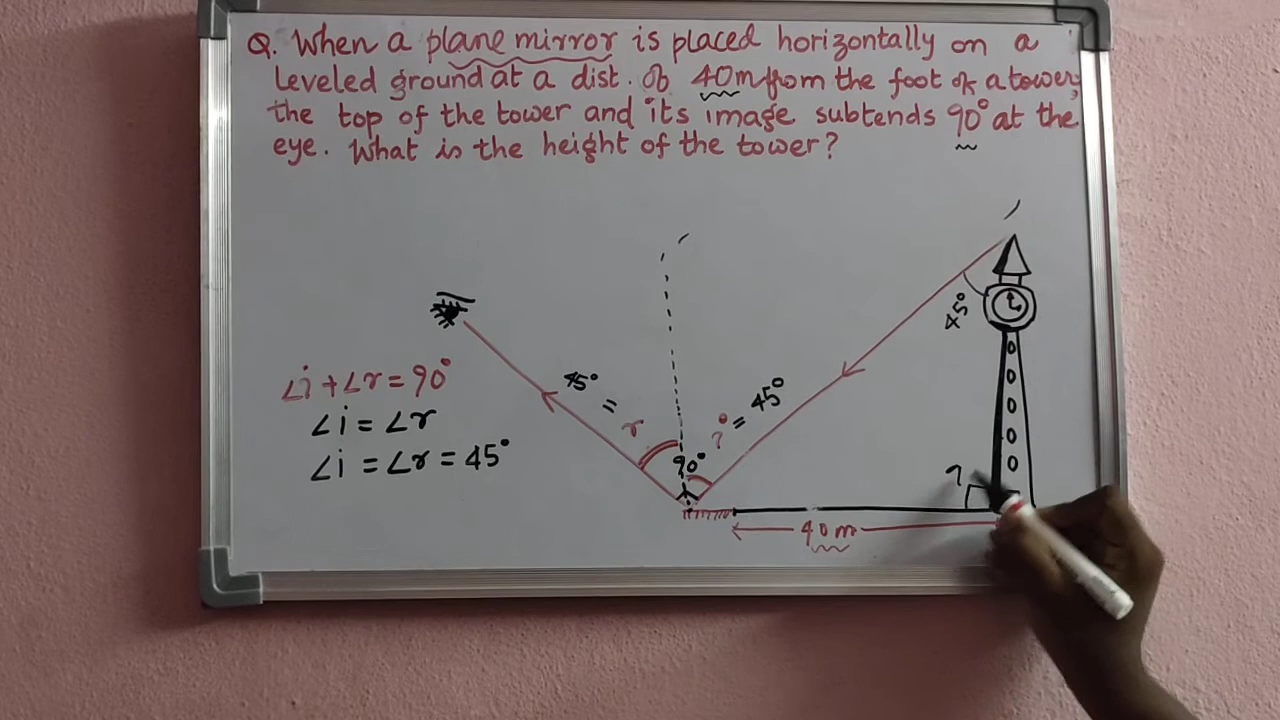 Q. When a plane mirror is placed horizontally on a
leveled ground at a dist. of 40m from the foot of a tower,
the top of the tower and its image subtends 90° at the
eye. What is the height of the tower?
45°
45° =
r
i° = 45°
90°
∠i + ∠r = 90°
∠i = ∠r
∠i = ∠r = 45°
9
40 m